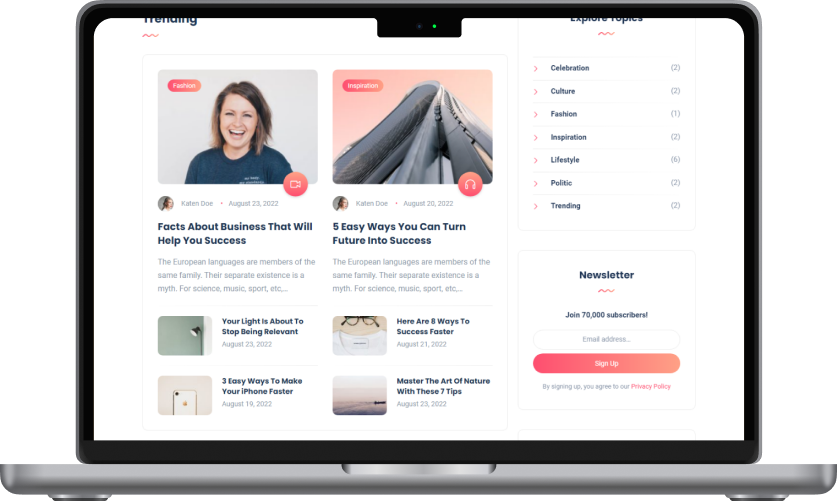 Trending
Fashion
Katen Doe • August 23, 2022
Facts About Business That Will
Help You Success
The European languages are members of the
same family. Their separate existence is a
myth. For science, music, sport, etc,...
Inspiration
Katen Doe • August 20, 2022
5 Easy Ways You Can Turn
Future Into Success
The European languages are members of the
same family. Their separate existence is a
myth. For science, music, sport, etc,...
Your Light Is About To
Stop Being Relevant
August 23, 2022
Here Are 8 Ways To
Success Faster
August 21, 2022
3 Easy Ways To Make
Your iPhone Faster
August 19, 2022
Master The Art Of Nature
With These 7 Tips
August 23, 2022
Explore Topics
Celebration (2)
Culture (2)
Fashion (1)
Inspiration (2)
Lifestyle (6)
Politic (2)
Trending (2)
Newsletter
Join 70,000 subscribers!
Email address...
Sign Up
By signing up, you agree to our Privacy Policy